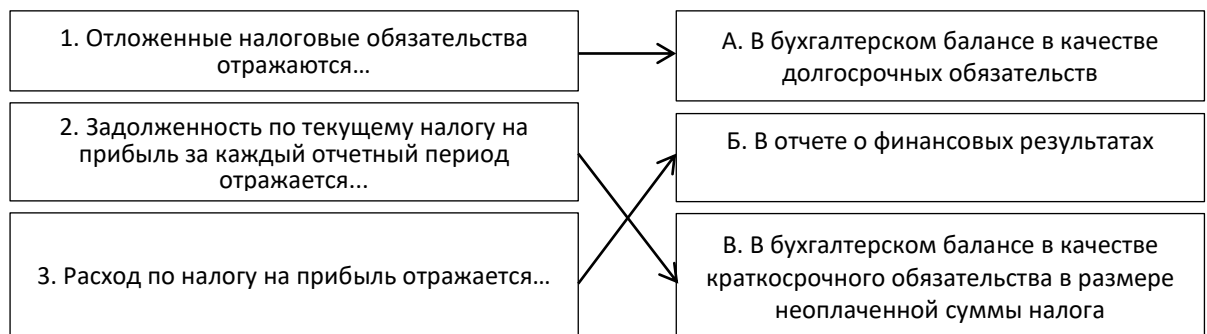 1. Отложенные налоговые обязательства
отражаются…
А. В бухгалтерском балансе в качестве
долгосрочных обязательств
2. Задолженность по текущему налогу на
прибыль за каждый отчетный период
отражается...
Б. В отчете о финансовых результатах
3. Расход по налогу на прибыль отражается…
В. В бухгалтерском балансе в качестве
краткосрочного обязательства в размере
неоплаченной суммы налога